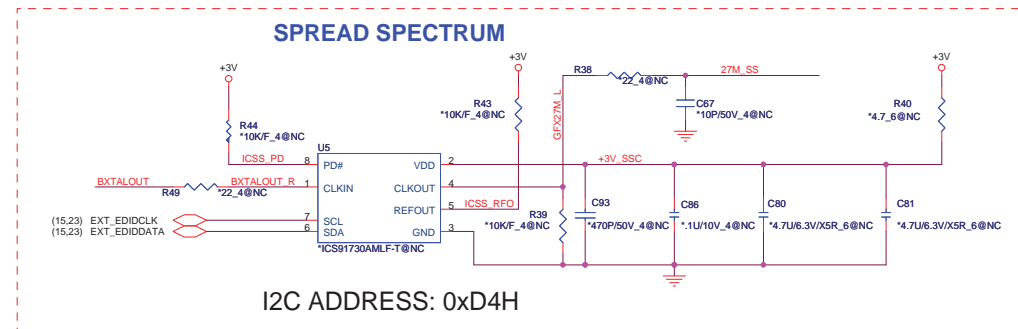 SPREAD SPECTRUM
+3V
+3V
+3V
R44
*10K/F_4@NC
ICSS_PD
R43
*10K/F_4@NC
GFX27M_L
R38
*22_4@NC
27M_SS
C67
*10P/50V_4@NC
R40
*4.7_6@NC
U5
8 PD# VDD 2
+3V_SSC
BXTALOUT
R49
*22_4@NC
BXTALOUT_R
1 CLKIN CLKOUT 4
REFOUT 5
ICSS_RFO
(15,23) EXT_EDIDCLK
7 SCL
(15,23) EXT_EDIDDATA
6 SDA GND 3
*ICS91730AMLF-T@NC
R39
*10K/F_4@NC
C93
*470P/50V_4@NC
C86
*.1U/10V_4@NC
C80
*4.7U/6.3V/X5R_6@NC
C81
*4.7U/6.3V/X5R_6@NC
I2C ADDRESS: 0xD4H